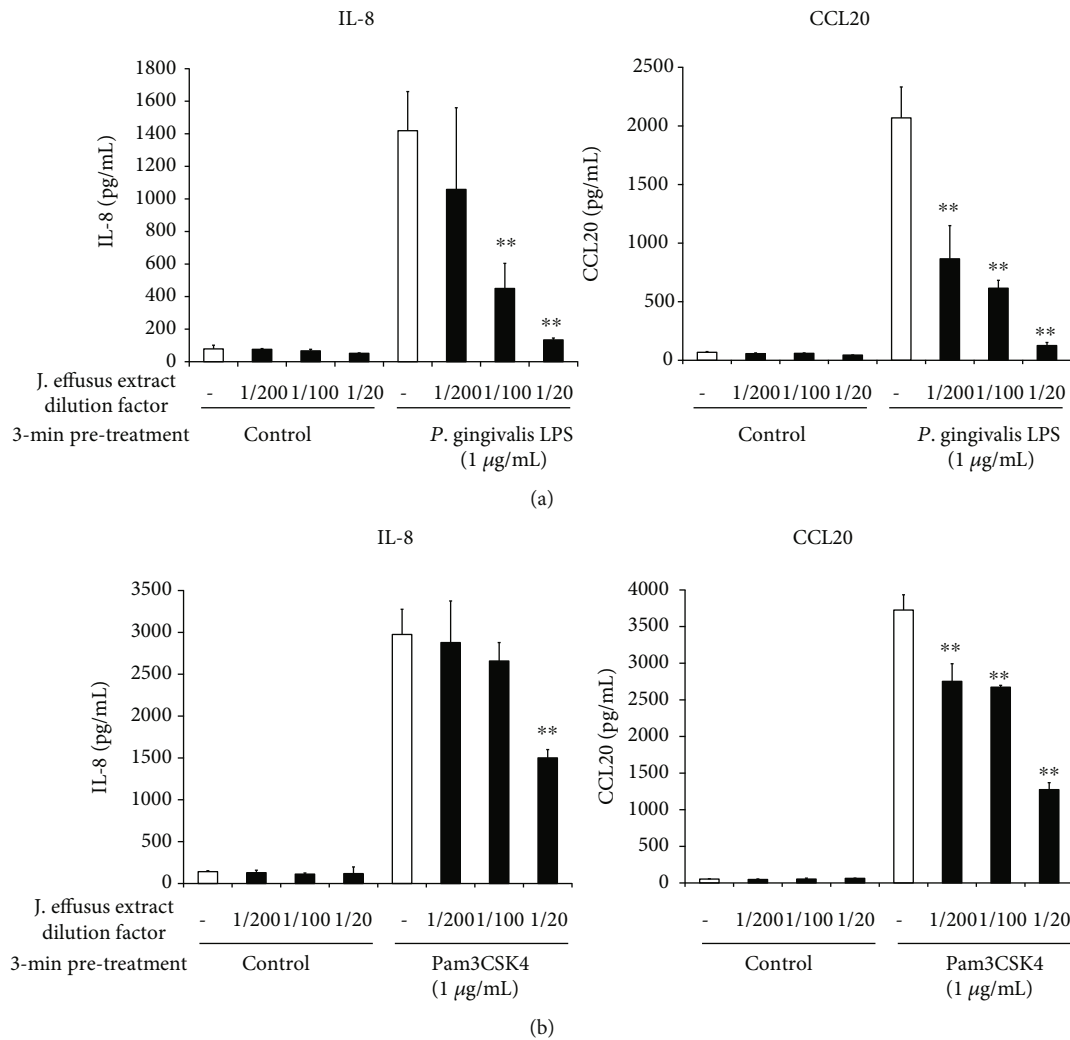 IL-8
CCL20
1800
1600
1400
1200
1000
800
600
400
200
0
IL-8 (pg/mL)
**
**
2500
2000
1500
1000
500
0
CCL20 (pg/mL)
**
**
**
J. effusus extract
dilution factor
- 1/200 1/100 1/20 - 1/200 1/100 1/20
- 1/200 1/100 1/20 - 1/200 1/100 1/20
3-min pre-treatment
Control
P. gingivalis LPS
(1 μg/mL)
Control
P. gingivalis LPS
(1 μg/mL)
(a)
IL-8
CCL20
3500
3000
2500
2000
1500
1000
500
0
IL-8 (pg/mL)
**
4000
3500
3000
2500
2000
1500
1000
500
0
CCL20 (pg/mL)
**
**
**
J. effusus extract
dilution factor
- 1/200 1/100 1/20 - 1/200 1/100 1/20
- 1/200 1/100 1/20 - 1/200 1/100 1/20
3-min pre-treatment
Control
Pam3CSK4
(1 μg/mL)
Control
Pam3CSK4
(1 μg/mL)
(b)